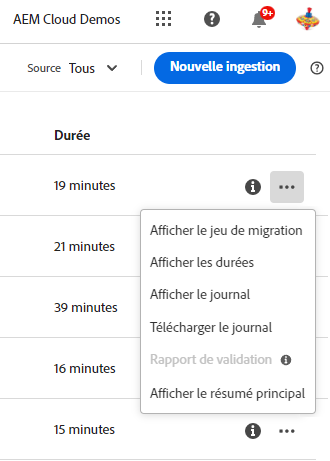 AEM Cloud Demos
9+
Source Tous
Nouvelle ingestion
Durée
19 minutes
Afficher le jeu de migration
21 minutes
Afficher les durées
Afficher le journal
39 minutes
Télécharger le journal
Rapport de validation
16 minutes
Afficher le résumé principal
15 minutes